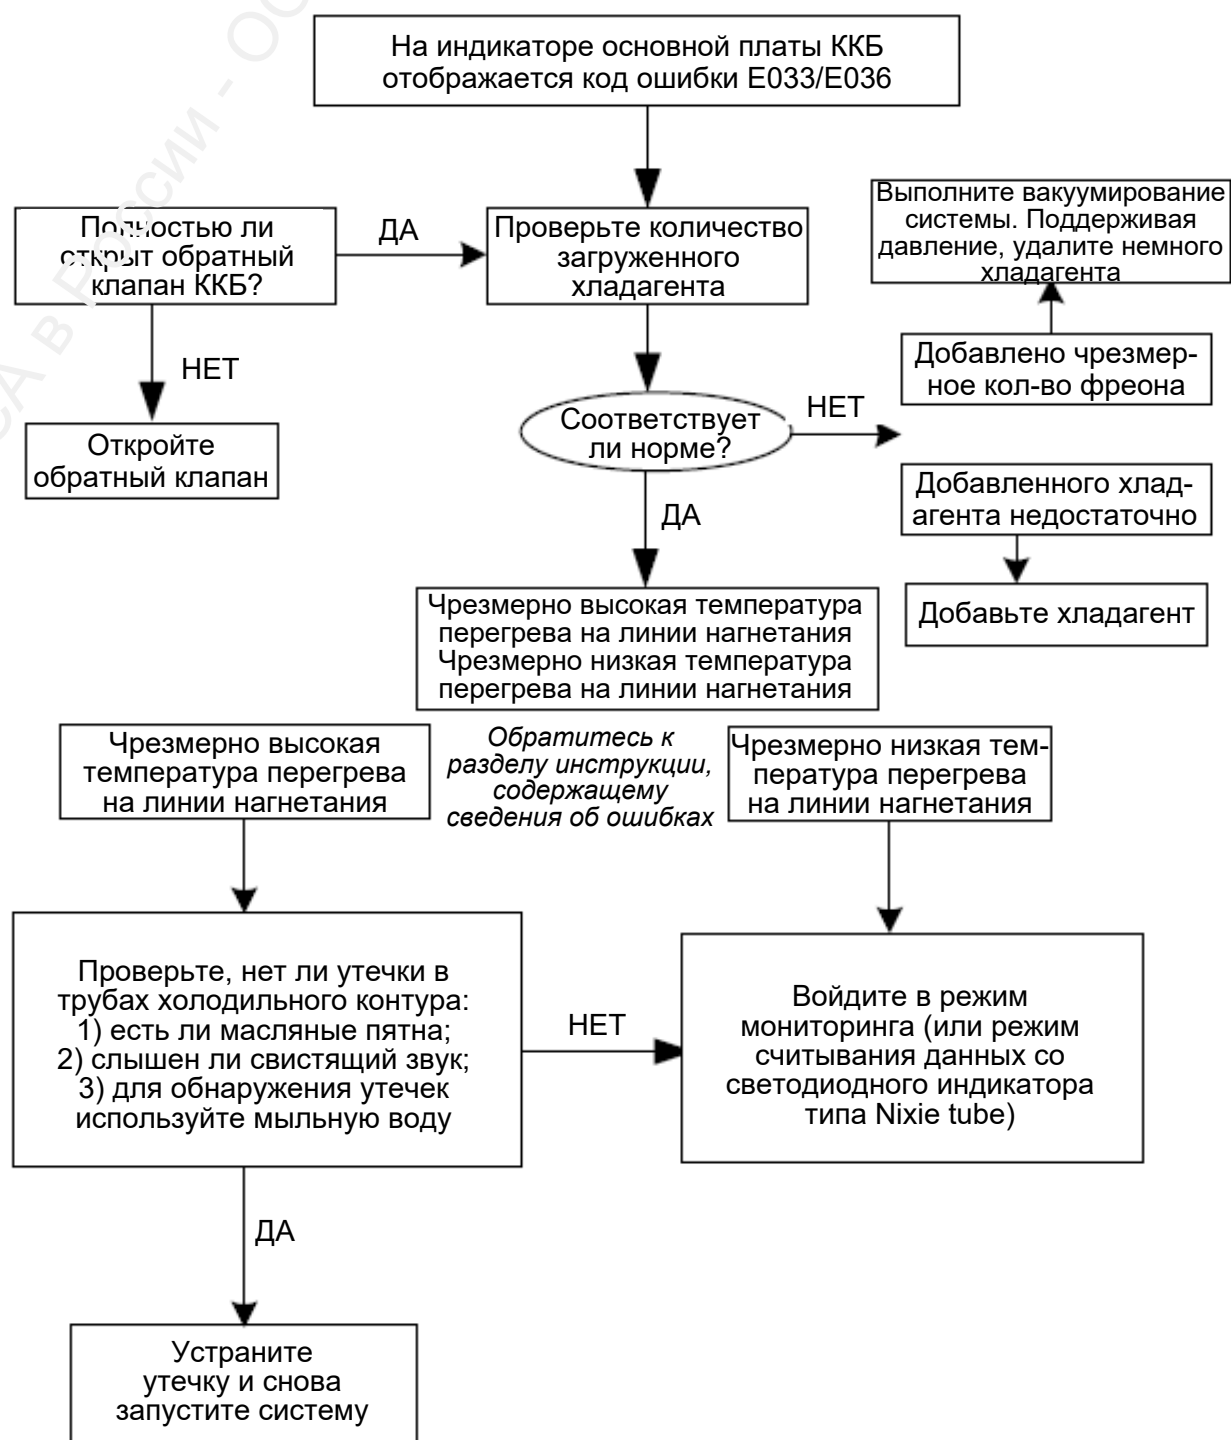 На индикаторе основной платы ККБ
отображается код ошибки E033/E036
Полностью ли
открыт обратный
клапан ККБ?
ДА
Проверьте количество
загруженного
хладагента
Выполните вакуумирование
системы. Поддерживая
давление, удалите немного
хладагента
НЕТ
Добавлено чрезмер-
ное кол-во фреона
Откройте
обратный клапан
Соответствует
ли норме?
НЕТ
Добавленного хлад-
агента недостаточно
ДА
Добавьте хладагент
Чрезмерно высокая температура
перегрева на линии нагнетания
Чрезмерно низкая температура
перегрева на линии нагнетания
Чрезмерно высокая
температура перегрева
на линии нагнетания
Обратитесь к
разделу инструкции,
содержащему
сведения об ошибках
Чрезмерно низкая тем-
пература перегрева
на линии нагнетания
Проверьте, нет ли утечки в
трубах холодильного контура:
1) есть ли масляные пятна;
2) слышен ли свистящий звук;
3) для обнаружения утечек
используйте мыльную воду
НЕТ
Войдите в режим
мониторинга (или режим
считывания данных со
светодиодного индикатора
типа Nixie tube)
ДА
Устраните
утечку и снова
запустите систему
в России -